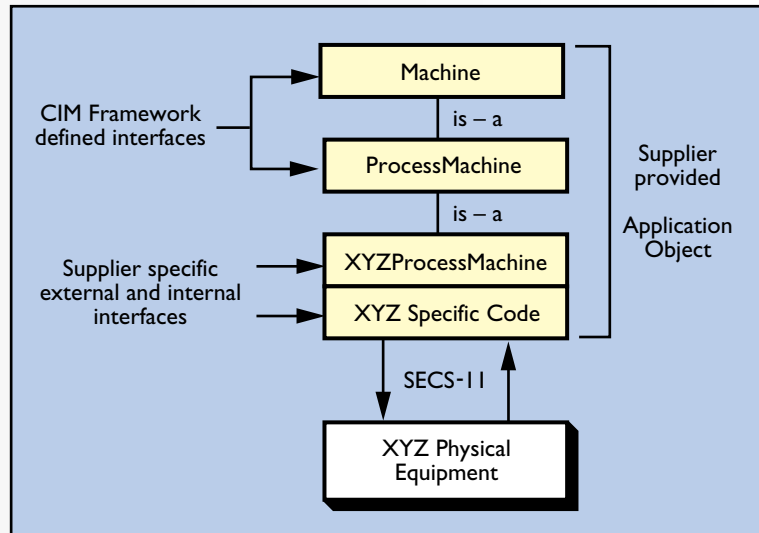 Machine
CIM Framework
defined interfaces
is – a
ProcessMachine
Supplier
provided
Application
Object
is – a
XYZProcessMachine
Supplier specific
external and internal
interfaces
XYZ Specific Code
SECS-11
XYZ Physical
Equipment